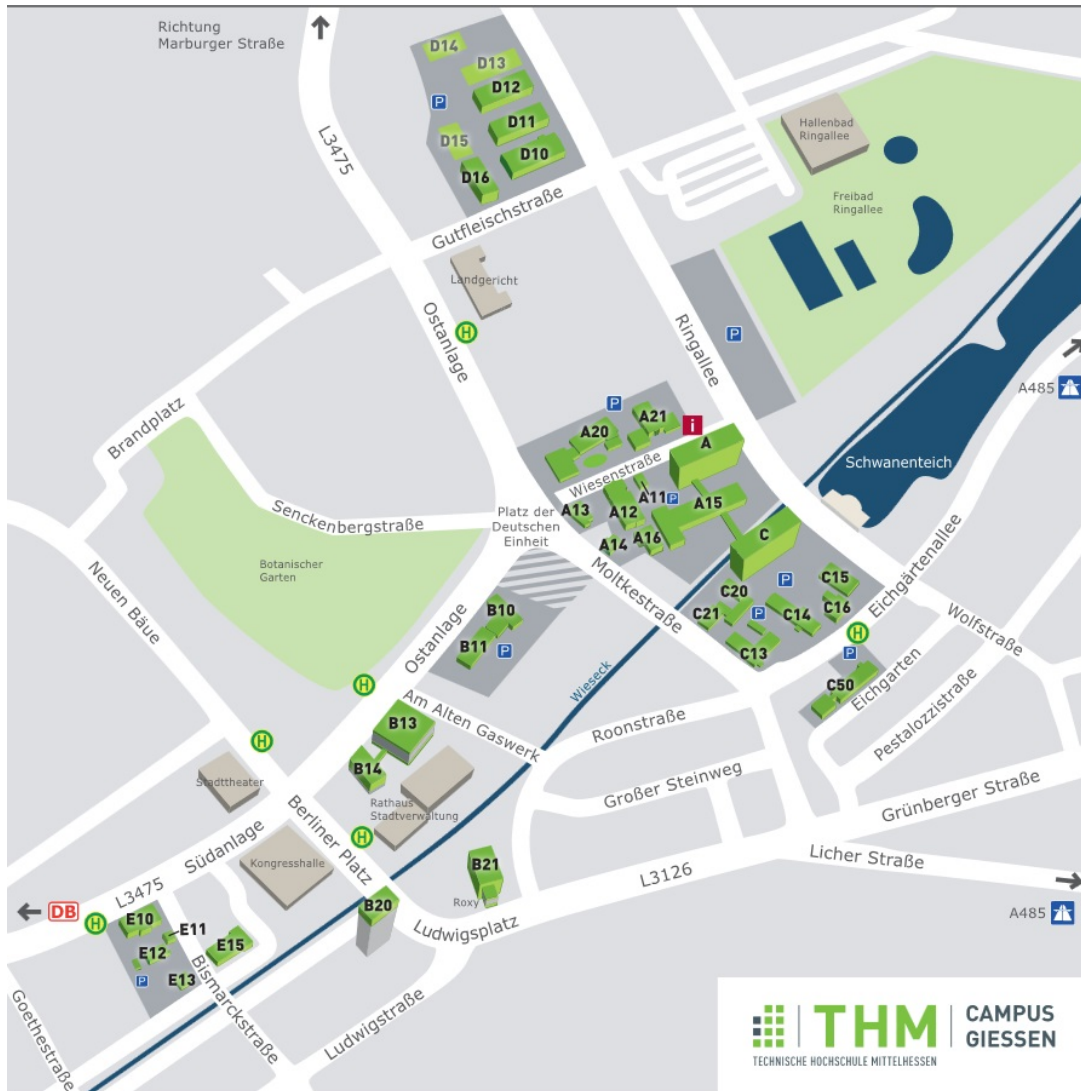 Richtung
Marburger Straße
D14
D13
D12
P
D11
L3475
D15
D10
D16
Hallenbad
Ringallee
Freibad
Ringallee
Gutfleischstraße
Landgericht
H
Ostanlage
Ringallee
P
A485
Brandplatz
P
A21
i
A20
A
Wiesenstraße
Schwanenteich
A11
P
A15
A13
A12
Senckenbergstraße
Platz der
Deutschen
Einheit
A14
A16
C
Moltkestraße
Botanischer
Garten
Neuen Bäue
C15
P
C20
C16
C21
P
C14
C13
Eichgärtenallee
H
Wolfstraße
B10
B11
P
Ostanlage
Wieseck
P
C50
Eichgarten
Pestalozzistraße
H
Am Alten Gaswerk
B13
Roonstraße
H
B14
Stadttheater
Großer Steinweg
Grünberger Straße
Rathaus
Stadtverwaltung
Berliner Platz
H
Südanlage
Kongresshalle
B21
Licher Straße
L3126
L3475
Roxy
B20
DB
H
E10
E11
E15
E12
P
E13
Ludwigsplatz
A485
Bismarckstraße
Goethestraße
Ludwigstraße
THM
CAMPUS
GIESSEN
TECHNISCHE HOCHSCHULE MITTELHESSEN